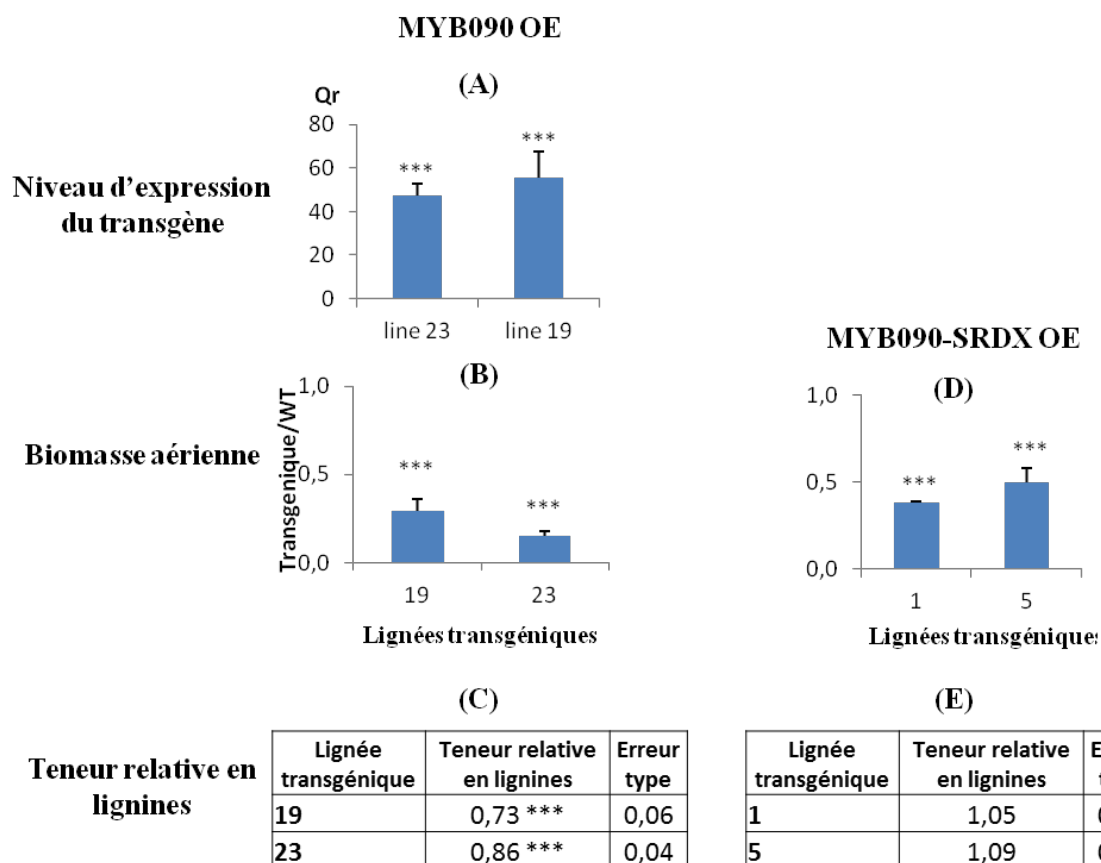 MYB090 OE
(A)
Qr
80
60
40
20
0
***
***
line 23
line 19
Niveau d'expression
du transgène
MYB090-SRDX OE
(B)
Transgenique/WT
1,0
0,5
0,0
***
***
19
23
Lignées transgéniques
Biomasse aérienne
(D)
1,0
0,5
0,0
***
***
1
5
Lignées transgéniques
(C)
(E)
Teneur relative en
lignines
Lignée
transgénique
Teneur relative
en lignines
Erreur
type
19 0,73 *** 0,06
23 0,86 *** 0,04
Lignée
transgénique
Teneur relative
en lignines
1 1,05
5 1,09